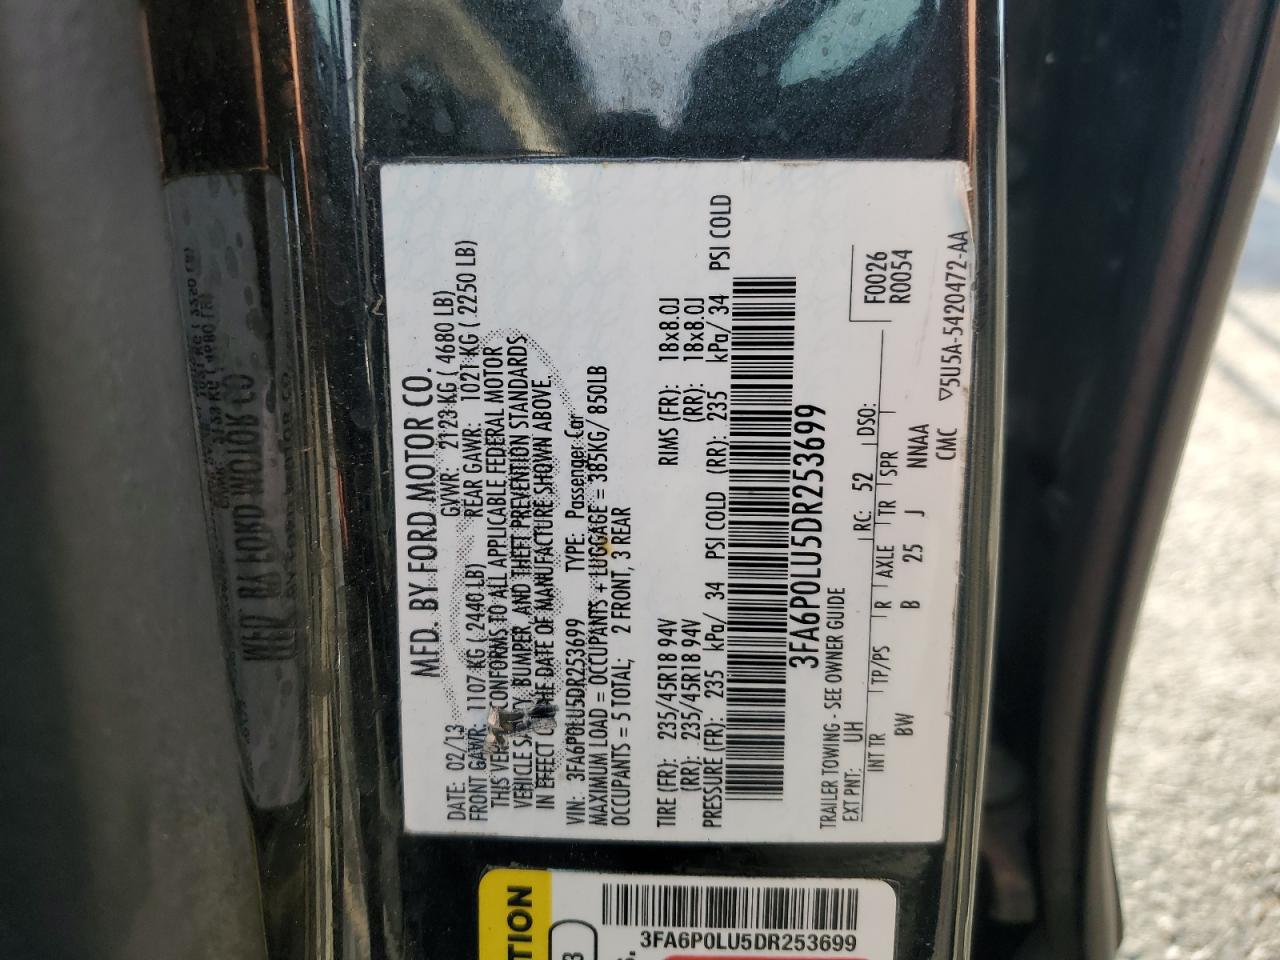 MFD. BY FORD MOTOR CO.
DATE: 02/13 GVWR: 2123 KG ( 4680 LB)
FRONT GAWR: 1107 KG ( 2440 LB) REAR GAWR: 1021 KG ( 2250 LB)
THIS CONFORMS TO ALL APPLICABLE FEDERAL MOTOR
VEHICLE BUMPER, AND THEFT PREVENTION STANDARDS
IN EFFECT THE DATE OF MANUFACTURE SHOWN ABOVE.
VIN: 3FA6P0LU5DR253699 TYPE: Passenger Car
MAXIMUM LOAD = OCCUPANTS + LUGGAGE = 385KG/ 850LB
OCCUPANTS = 5 TOTAL; 2 FRONT, 3 REAR
TIRE (FR): 235/45R18 94V RIMS (FR): 18x8.0J
(RR): 235/45R18 94V (RR): 18x8.0J
PRESSURE (FR): 235 kPa/ 34 PSI COLD (RR): 235 kPa/ 34 PSI COLD
3FA6P0LU5DR253699
TRAILER TOWING - SEE OWNER GUIDE
EXT PNT: UH RC: 52 DSO: F0026
R0054
INT TR TP/PS R AXLE TR SPR
BW B 25 J NNAA
CMC ▽5U5A-5420472-AA
TION
3FA6P0LU5DR253699